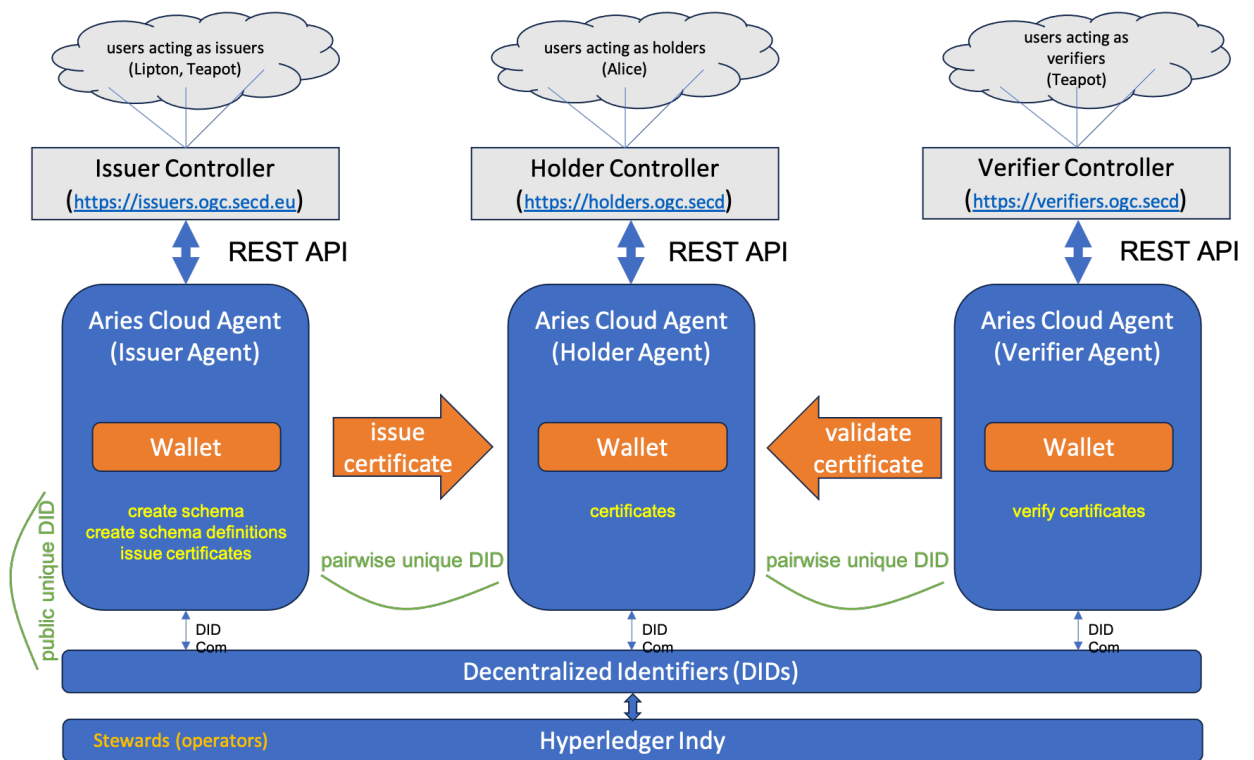 users acting as issuers
(Lipton, Teapot)
users acting as holders
(Alice)
users acting as
verifiers
(Teapot)
Issuer Controller
(https://issuers.ogc.secd.eu)
Holder Controller
(https://holders.ogc.secd)
Verifier Controller
(https://verifiers.ogc.secd)
REST API
REST API
REST API
Aries Cloud Agent
(Issuer Agent)
Aries Cloud Agent
(Holder Agent)
Aries Cloud Agent
(Verifier Agent)
Wallet
issue
certificate
Wallet
validate
certificate
Wallet
create schema
create schema definitions
issue certificates
certificates
verify certificates
public unique DID
pairwise unique DID
pairwise unique DID
DID
Com
DID
Com
DID
Com
Decentralized Identifiers (DIDs)
Stewards (operators)
Hyperledger Indy